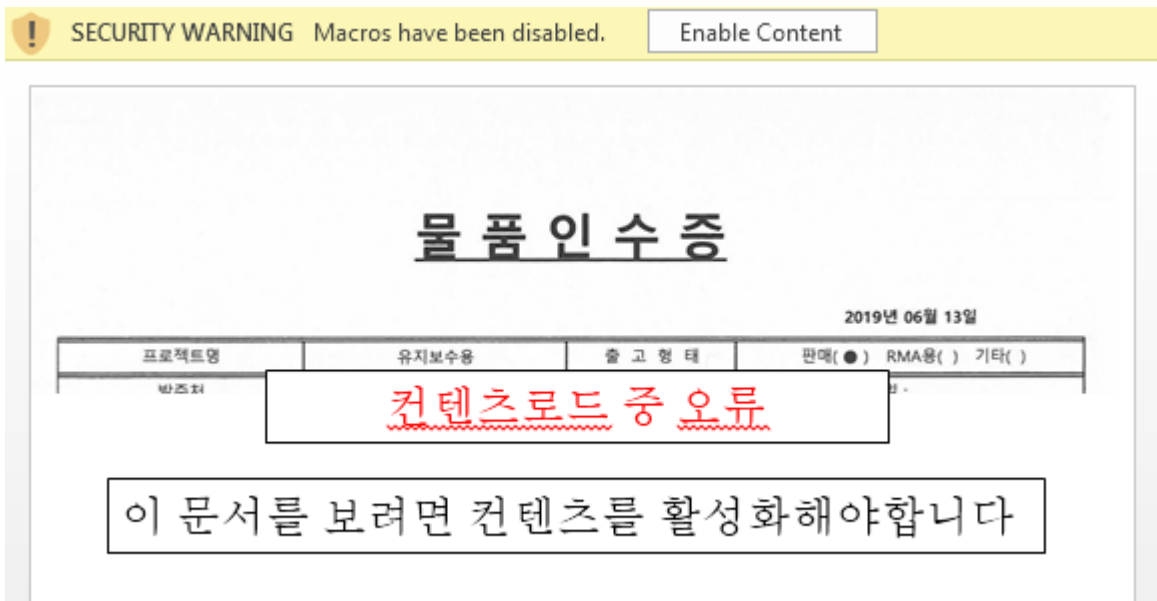 SECURITY WARNING Macros have been disabled. Enable Content
물 품 인 수 증
2019년 06월 13일
프로젝트명 유지보수용 출 고 형 태 판매(●) RMA용( ) 기타( )
발주처
컨텐츠로드 중 오류
이 문서를 보려면 컨텐츠를 활성화해야합니다